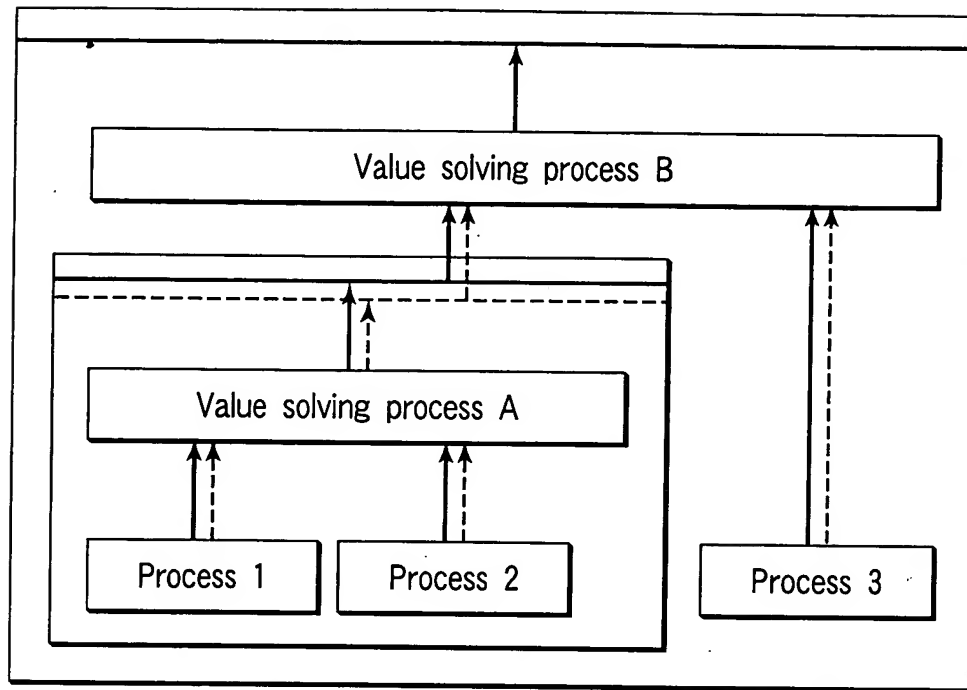 Value solving process B
Value solving process A
Process 1
Process 2
Process 3